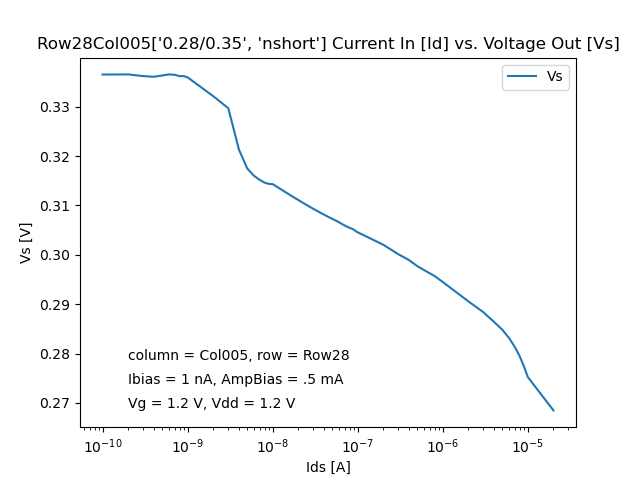 Row28Col005['0.28/0.35', 'nshort'] Current In [Id] vs. Voltage Out [Vs]
Vs
0.33
0.32
0.31
0.30
0.29
0.28
0.27
Vs [V]
column = Col005, row = Row28
Ibias = 1 nA, AmpBias = .5 mA
Vg = 1.2 V, Vdd = 1.2 V
10⁻¹⁰ 10⁻⁹ 10⁻⁸ 10⁻⁷ 10⁻⁶ 10⁻⁵
Ids [A]